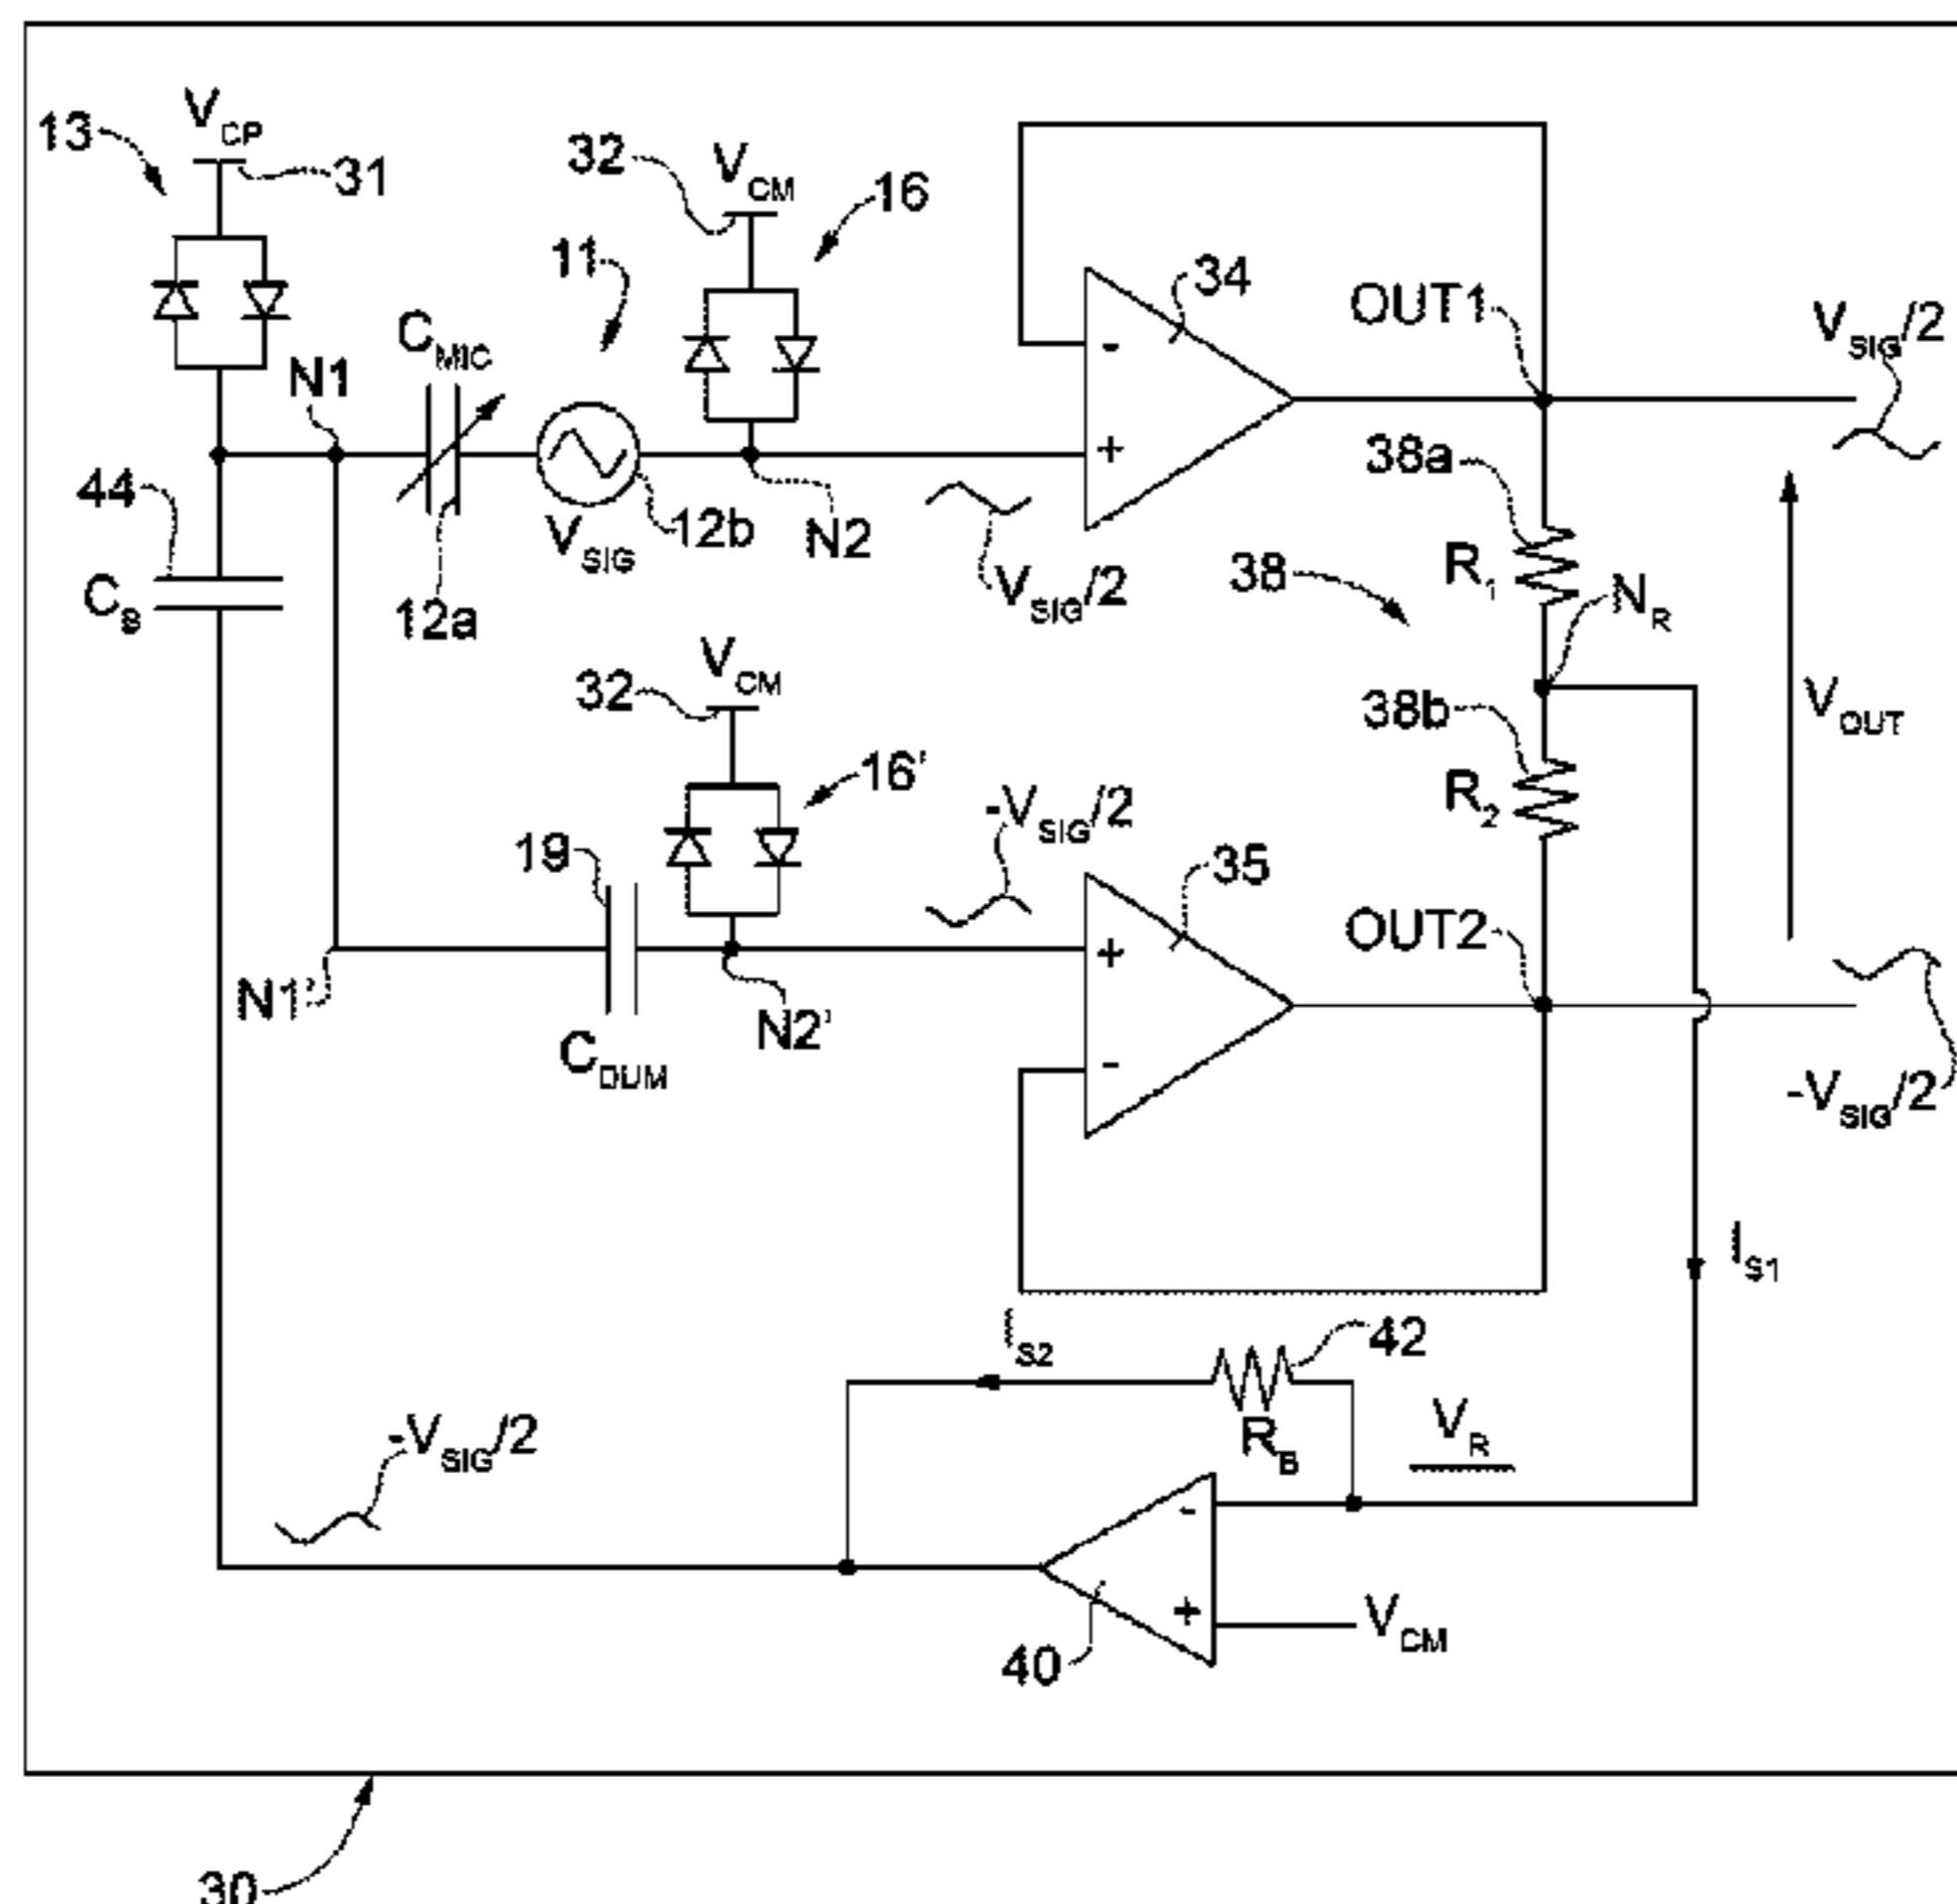 13
V_CP
31
32
V_CM
16
11
34
OUT1
V_SIG/2
N1
C_MIC
38a
44
V_SIG
12b
N2
V_SIG/2
38
R_1
N_R
C_B
12a
V_CM
32
38b
V_OUT
16'
-V_SIG/2
R_2
19
35
OUT2
N1'
N2'
C_DUM
-V_SIG/2
I_S1
I_S2
42
-V_SIG/2
R_B
V_R
-
+
+
-
-
+
V_CM
40
30